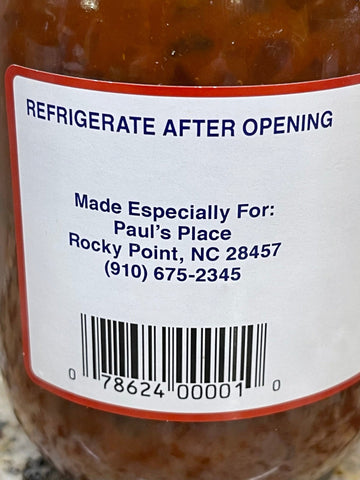 REFRIGERATE AFTER OPENING
Made Especially For:
Paul's Place
Rocky Point, NC 28457
(910) 675-2345
0 78624 00001 0